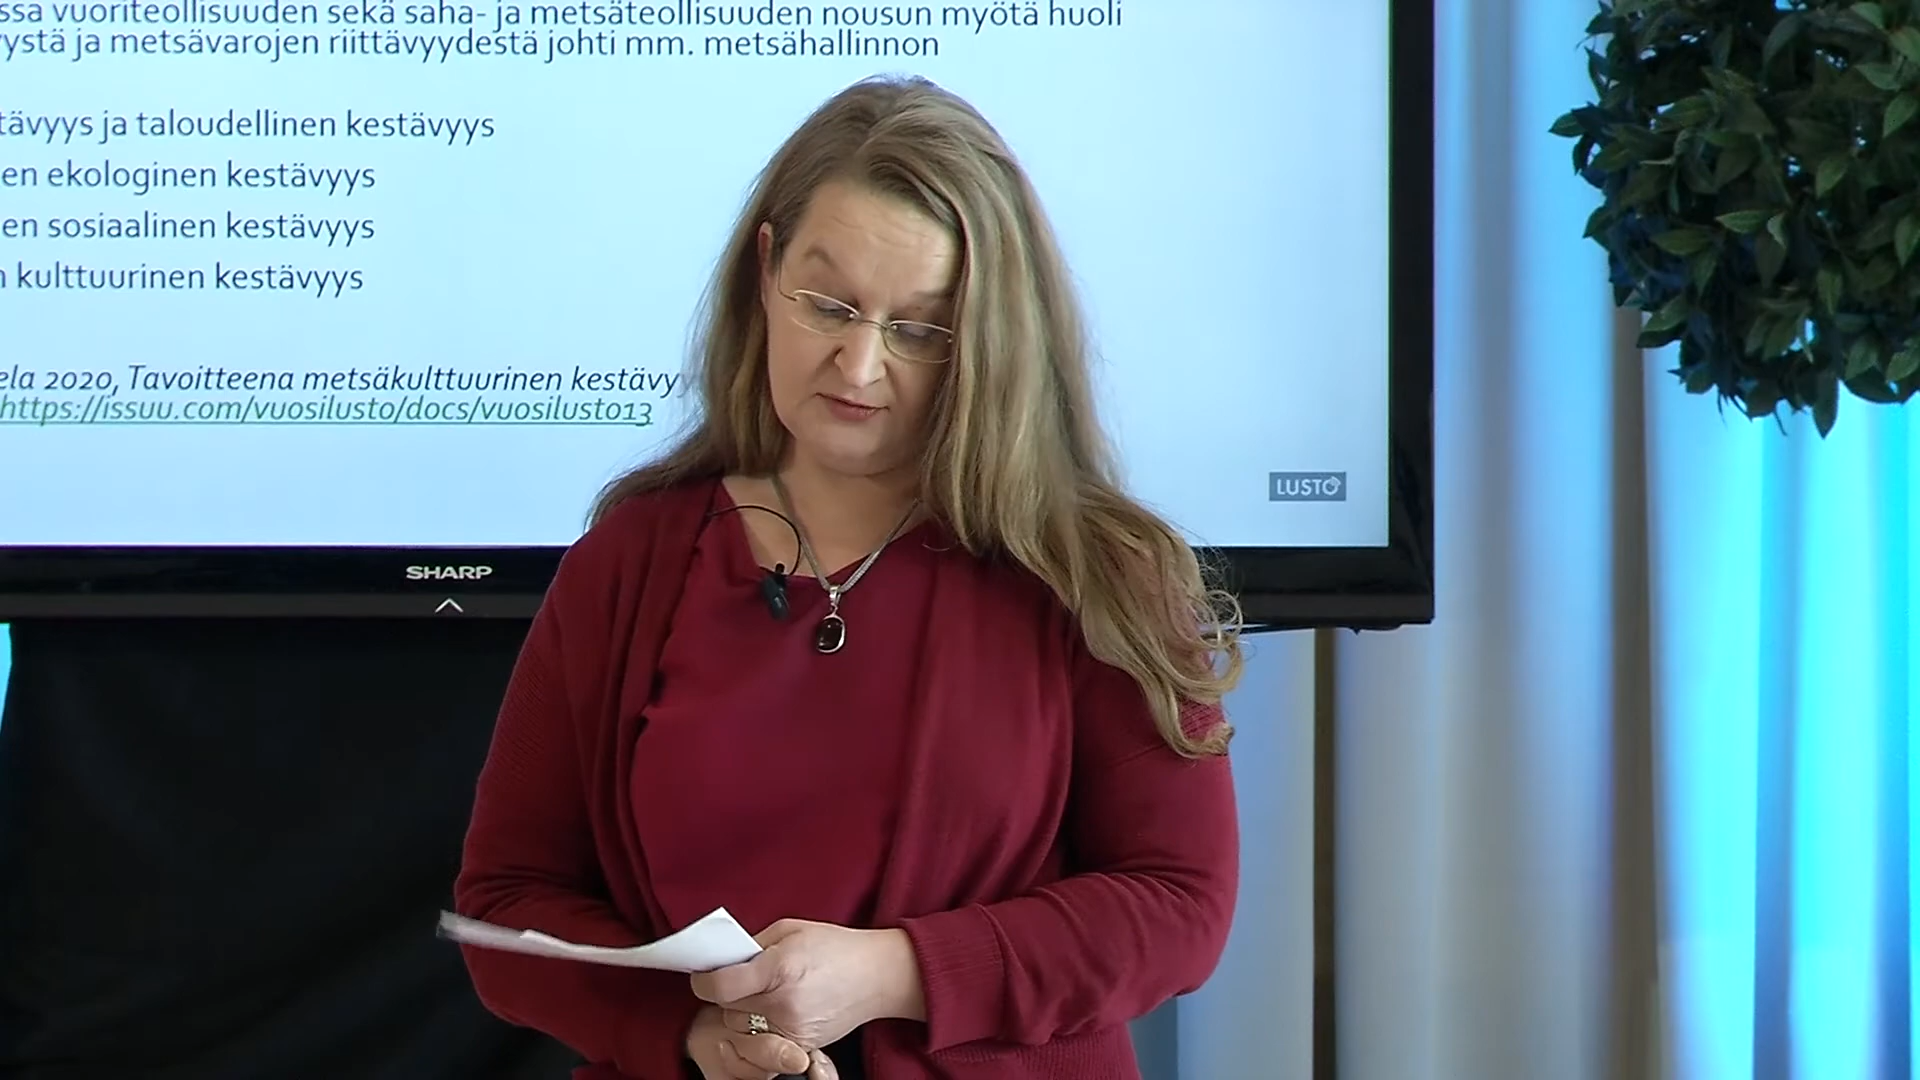 ssa vuoriteollisuuden sekä saha- ja metsäteollisuuden nousun myötä huoli
ystä ja metsävarojen riittävyydestä johti mm. metsähallinnon
tävyys ja taloudellinen kestävyys
en ekologinen kestävyys
en sosiaalinen kestävyys
n kulttuurinen kestävyys
ela 2020, Tavoitteena metsäkulttuurinen kestävy
https://issuu.com/vuosilusto/docs/vuosilusto13
LUSTO
SHARP